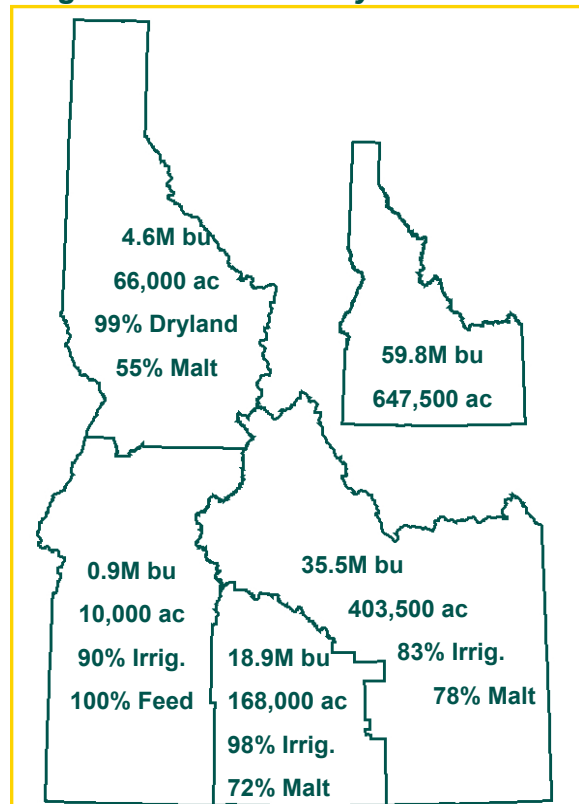 4.6M bu
66,000 ac
99% Dryland
55% Malt
59.8M bu
647,500 ac
0.9M bu
10,000 ac
90% Irrig.
100% Feed
35.5M bu
403,500 ac
83% Irrig.
78% Malt
18.9M bu
168,000 ac
98% Irrig.
72% Malt